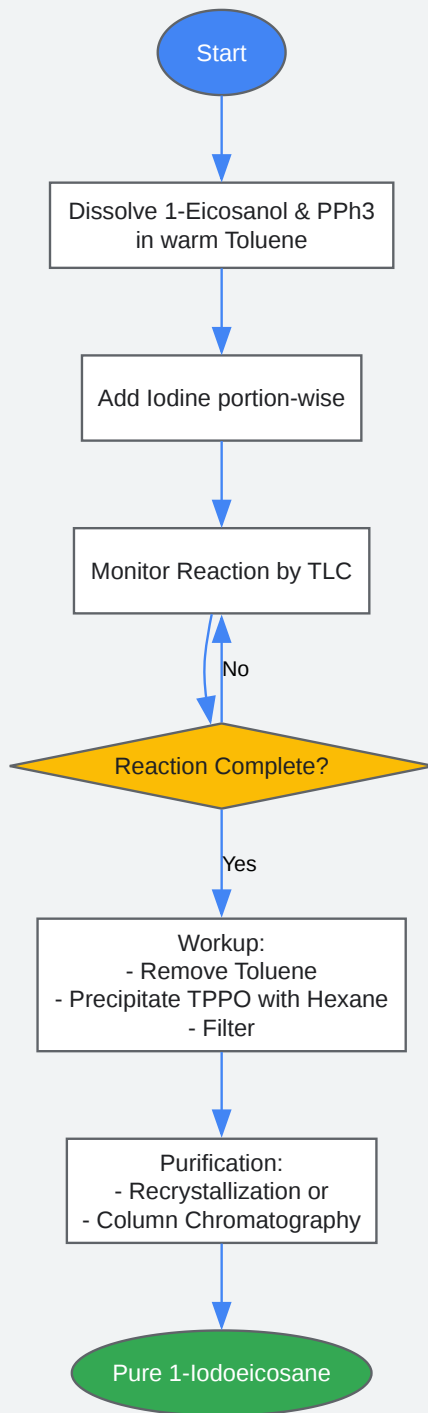 Start
Dissolve 1-Eicosanol & PPh3
in warm Toluene
Add Iodine portion-wise
Monitor Reaction by TLC
No
Reaction Complete?
Yes
Workup:
- Remove Toluene
- Precipitate TPPO with Hexane
- Filter
Purification:
- Recrystallization or
- Column Chromatography
Pure 1-Iodoeicosane